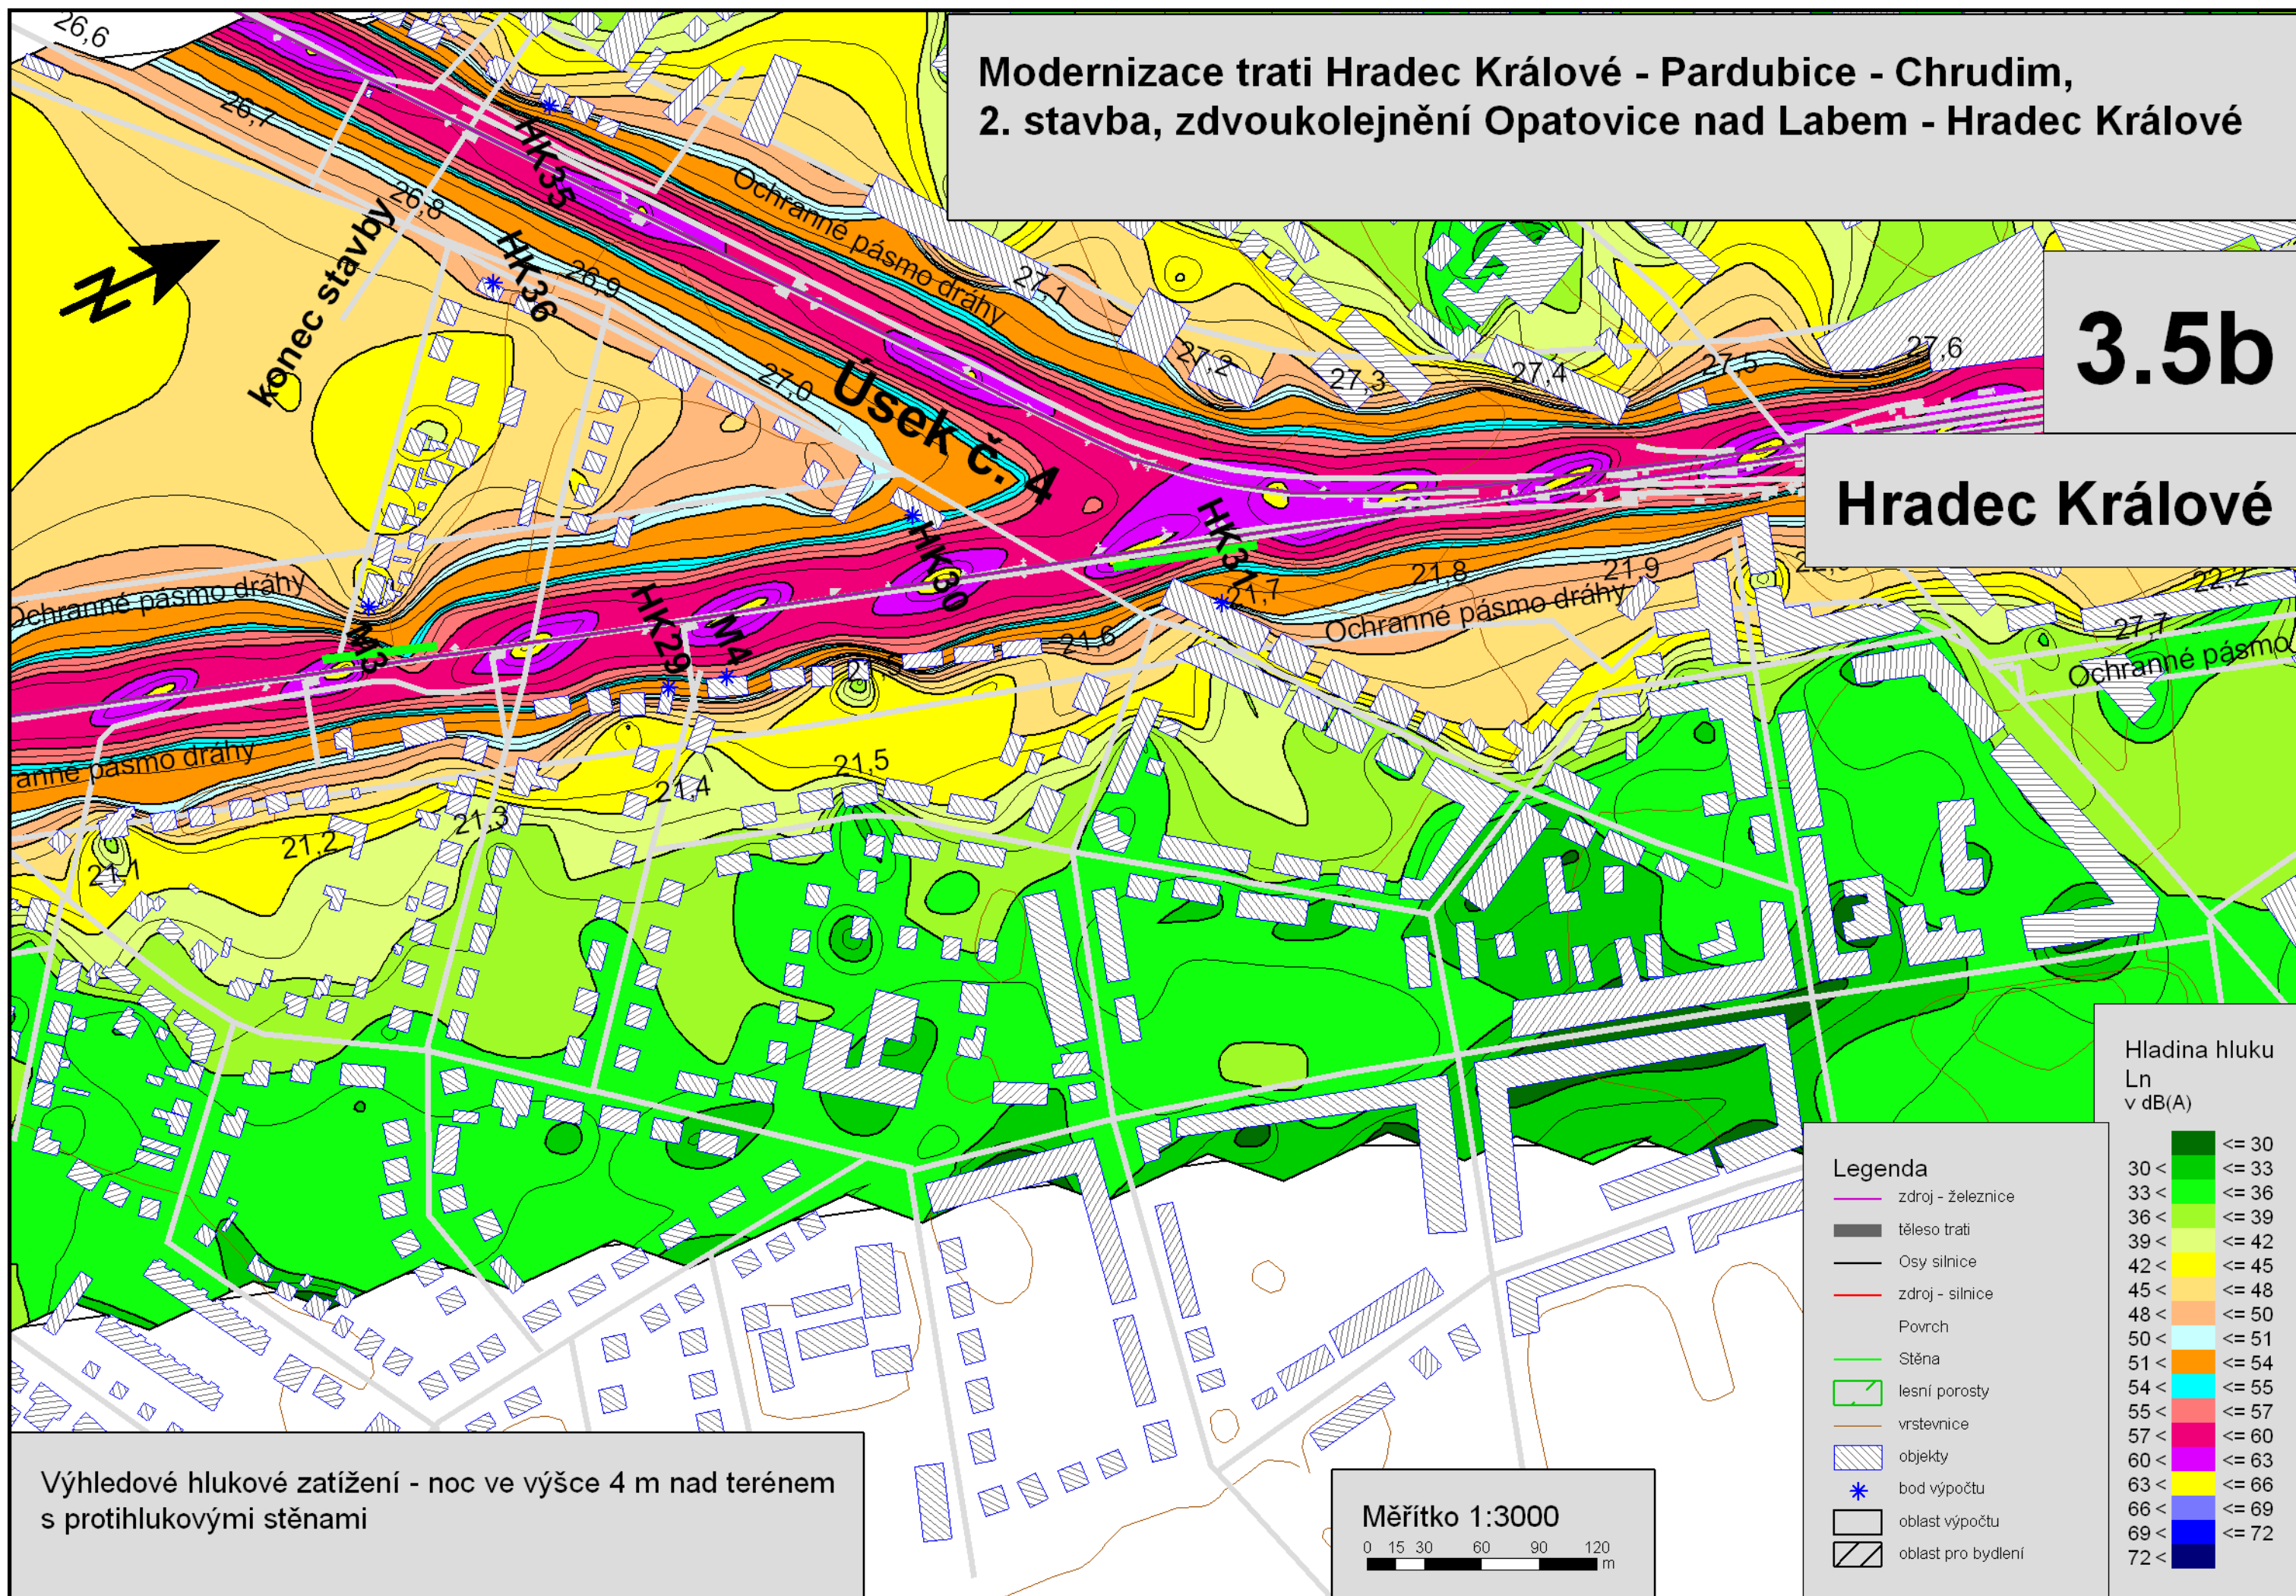 Modernizace trati Hradec Králové - Pardubice - Chrudim,
2. stavba, zdvoukolejnění Opatovice nad Labem - Hradec Králové
3.5b
Hradec Králové
26,6
26,7
26,8
26,9
27,0
27,1
27,2
27,3
27,4
27,5
27,6
konec stavby
HK35
HK36
Ochranné pásmo dráhy
Úsek č. 4
HK31
HK30
HK29
M4
M3
Ochranné pásmo dráhy
anné pásmo dráhy
Ochranné pásmo dráhy
Ochranné pásmo
21,1
21,2
21,3
21,4
21,5
21,6
21,7
21,8
21,9
22,2
27,7
Hladina hluku
Ln
v dB(A)
<= 30
30 < <= 33
33 < <= 36
36 < <= 39
39 < <= 42
42 < <= 45
45 < <= 48
48 < <= 50
50 < <= 51
51 < <= 54
54 < <= 55
55 < <= 57
57 < <= 60
60 < <= 63
63 < <= 66
66 < <= 69
69 < <= 72
72 <
Legenda
zdroj - železnice
těleso trati
Osy silnice
zdroj - silnice
Povrch
Stěna
lesní porosty
vrstevnice
objekty
bod výpočtu
oblast výpočtu
oblast pro bydlení
Výhledové hlukové zatížení - noc ve výšce 4 m nad terénem
s protihlukovými stěnami
Měřítko 1:3000
0 15 30 60 90 120
m